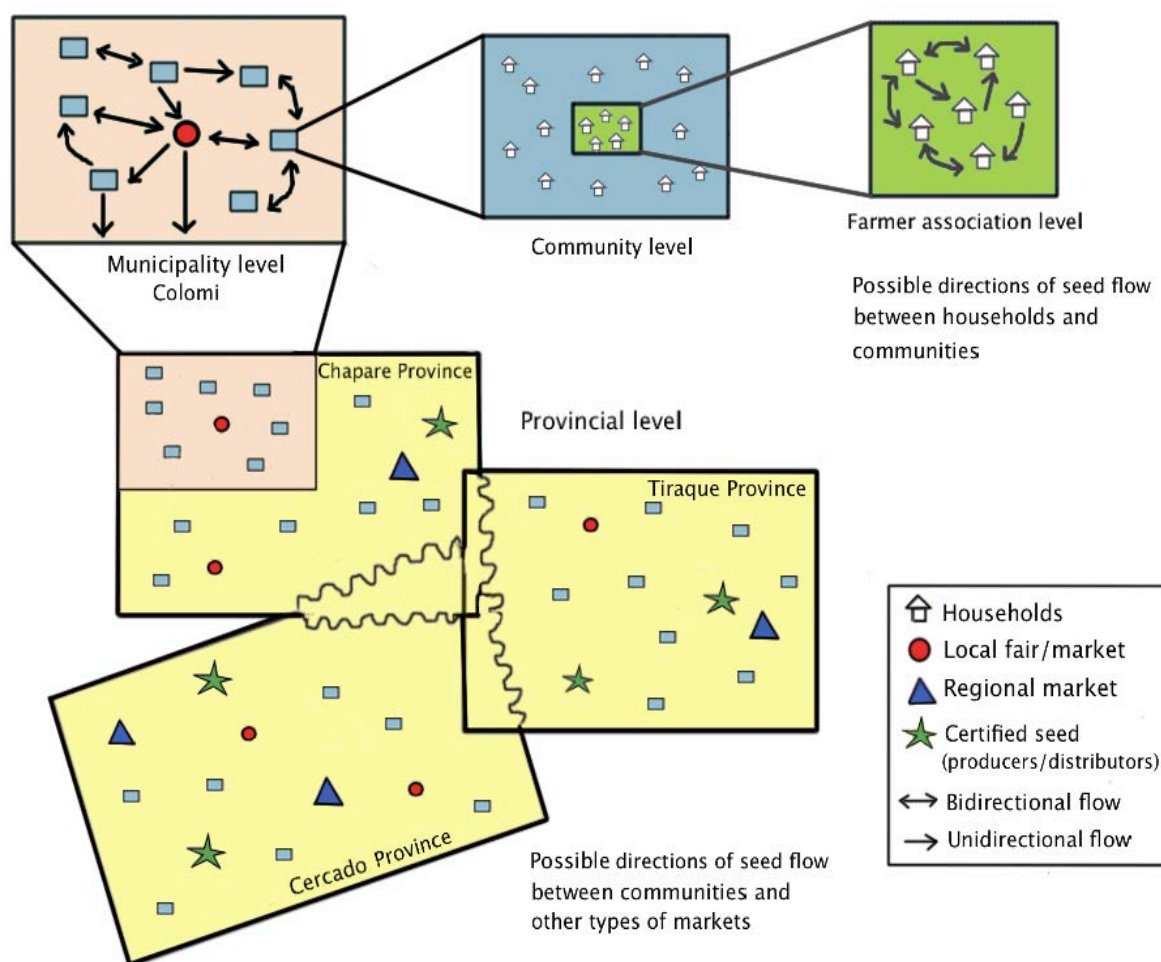 Municipality level
Colomi
Community level
Farmer association level
Possible directions of seed flow
between households and
communities
Chapare Province
Provincial level
Tiraque Province
Households
Local fair/market
Regional market
Certified seed
(producers/distributors)
Bidirectional flow
Unidirectional flow
Cercado Province
Possible directions of seed flow
between communities and
other types of markets